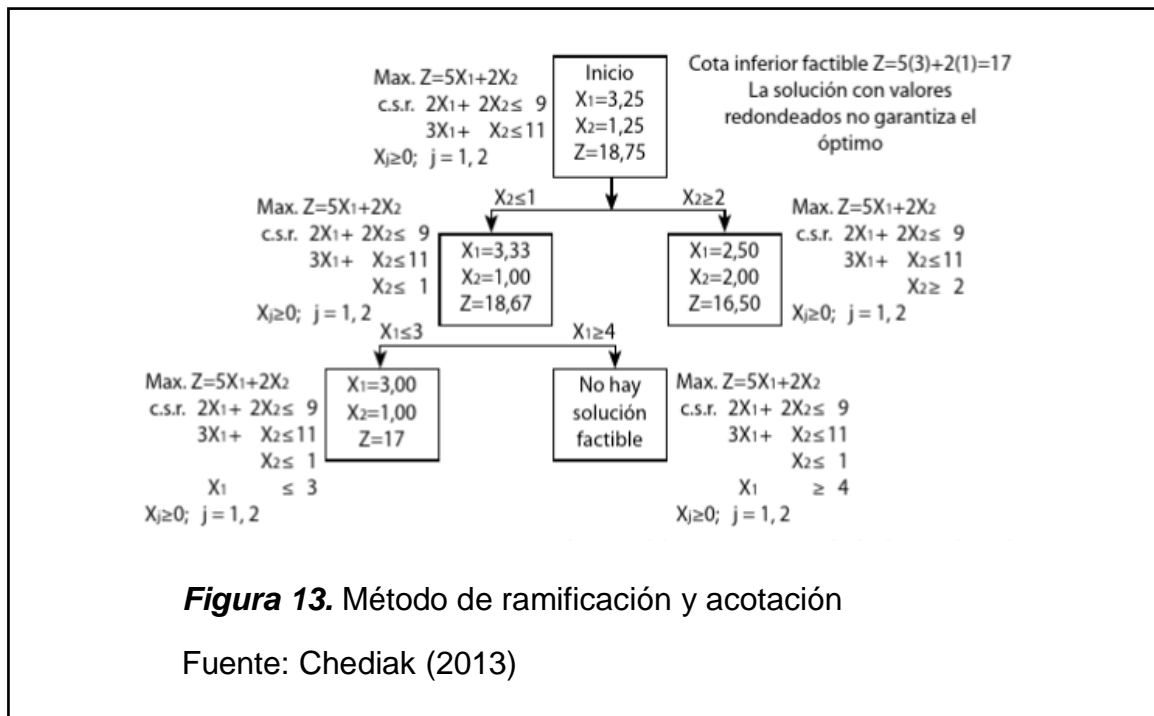 Max. Z=5X1+2X2
c.s.r. 2X1+ 2X2≤ 9
3X1+ X2≤11
Xj≥0; j = 1, 2
Inicio
X1=3,25
X2=1,25
Z=18,75
Cota inferior factible Z=5(3)+2(1)=17
La solución con valores
redondeados no garantiza el
óptimo
X2≤1
X2≥2
Max. Z=5X1+2X2
c.s.r. 2X1+ 2X2≤ 9
3X1+ X2≤11
X2≤ 1
Xj≥0; j = 1, 2
X1=3,33
X2=1,00
Z=18,67
X1=2,50
X2=2,00
Z=16,50
Max. Z=5X1+2X2
c.s.r. 2X1+ 2X2≤ 9
3X1+ X2≤11
X2≥ 2
Xj≥0; j = 1, 2
X1≤3
X1≥4
Max. Z=5X1+2X2
c.s.r. 2X1+ 2X2≤ 9
3X1+ X2≤11
X2≤ 1
X1 ≤ 3
Xj≥0; j = 1, 2
X1=3,00
X2=1,00
Z=17
No hay
solución
factible
Max. Z=5X1+2X2
c.s.r. 2X1+ 2X2≤ 9
3X1+ X2≤11
X2≤ 1
X1 ≥ 4
Xj≥0; j = 1, 2
Figura 13. Método de ramificación y acotación
Fuente: Chediak (2013)